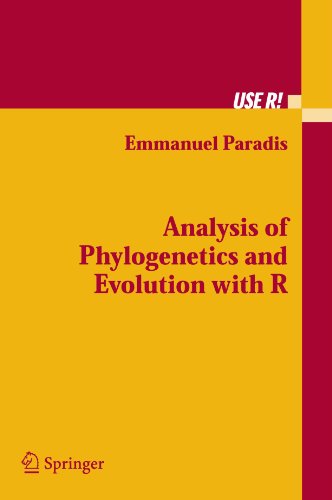 USE R!
Emmanuel Paradis
Analysis of
Phylogenetics and
Evolution with R
Springer